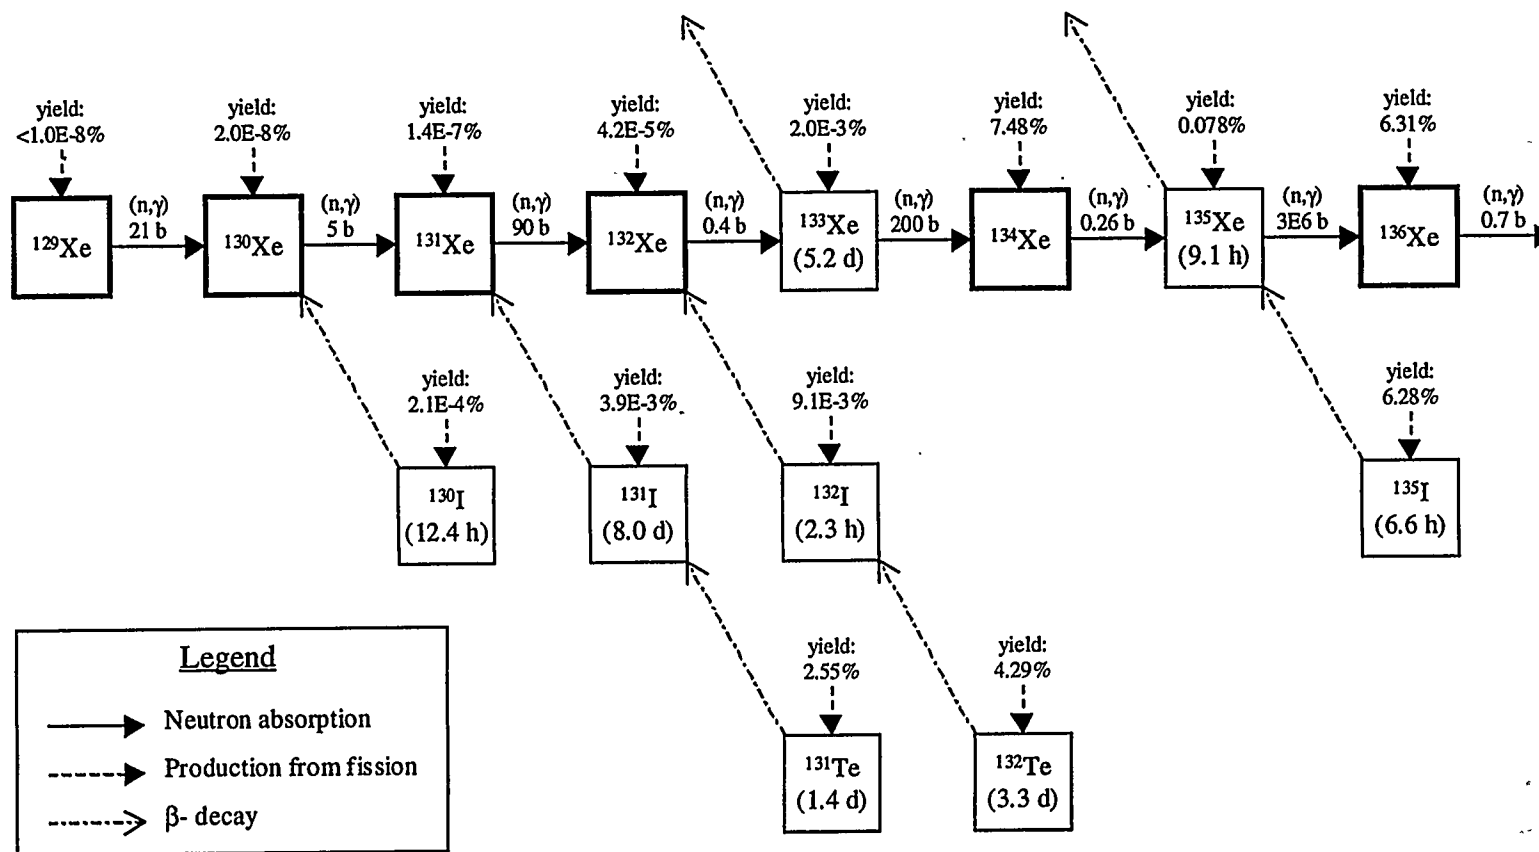 yield:
<1.0E-8%
yield:
2.0E-8%
yield:
1.4E-7%
yield:
4.2E-5%
yield:
2.0E-3%
yield:
7.48%
yield:
0.078%
yield:
6.31%
¹²⁹Xe
(n,γ)
21 b
¹³⁰Xe
(n,γ)
5 b
¹³¹Xe
(n,γ)
90 b
¹³²Xe
(n,γ)
0.4 b
¹³³Xe
(5.2 d)
(n,γ)
200 b
¹³⁴Xe
(n,γ)
0.26 b
¹³⁵Xe
(9.1 h)
(n,γ)
3E6 b
¹³⁶Xe
(n,γ)
0.7 b
yield:
2.1E-4%
yield:
3.9E-3%
yield:
9.1E-3%
yield:
6.28%
¹³⁰I
(12.4 h)
¹³¹I
(8.0 d)
¹³²I
(2.3 h)
¹³⁵I
(6.6 h)
yield:
2.55%
yield:
4.29%
¹³¹Te
(1.4 d)
¹³²Te
(3.3 d)
Legend
Neutron absorption
Production from fission
β- decay